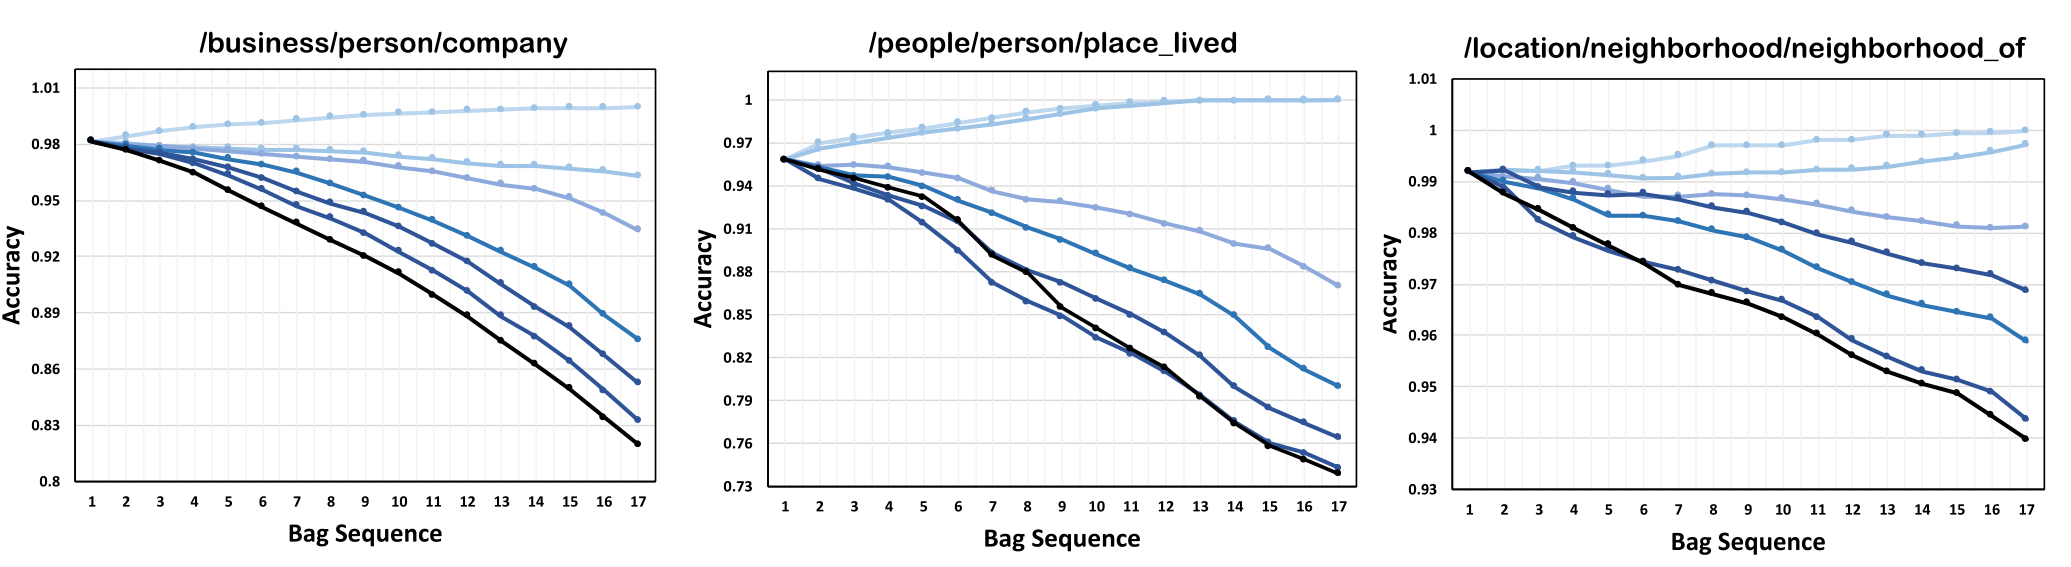 /business/person/company
1.01
0.98
0.95
0.92
0.89
0.86
0.83
0.8
Accuracy
1 2 3 4 5 6 7 8 9 10 11 12 13 14 15 16 17
Bag Sequence
/people/person/place_lived
1
0.97
0.94
0.91
0.88
0.85
0.82
0.79
0.76
0.73
Accuracy
1 2 3 4 5 6 7 8 9 10 11 12 13 14 15 16 17
Bag Sequence
/location/neighborhood/neighborhood_of
1.01
1
0.99
0.98
0.97
0.96
0.95
0.94
0.93
Accuracy
1 2 3 4 5 6 7 8 9 10 11 12 13 14 15 16 17
Bag Sequence